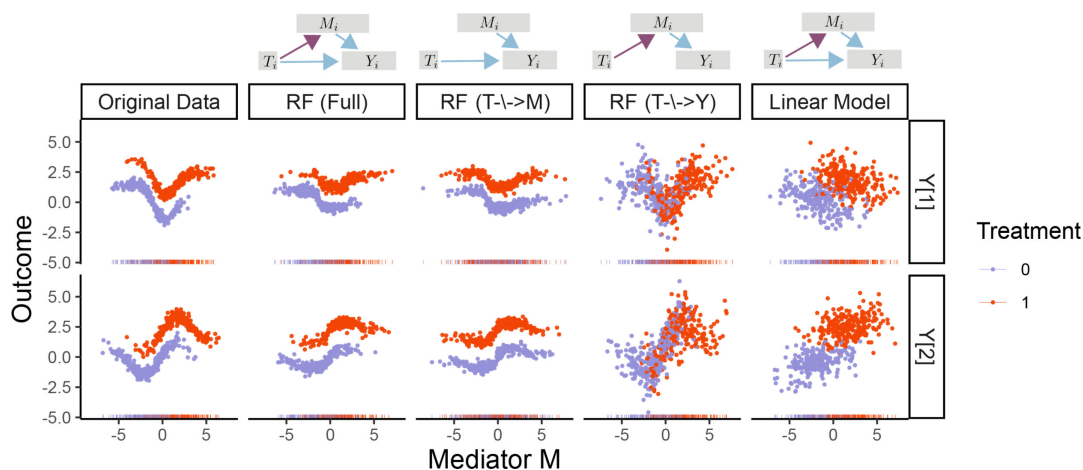 M_i M_i M_i M_i
T_i Y_i T_i Y_i T_i Y_i T_i Y_i
Original Data RF (Full) RF (T-\->M) RF (T-\->Y) Linear Model
Outcome
5.0
2.5
0.0
-2.5
-5.0
Y[1]
5.0
2.5
0.0
-2.5
-5.0
Y[2]
-5 0 5 -5 0 5 -5 0 5 -5 0 5 -5 0 5
Mediator M
Treatment
0
1